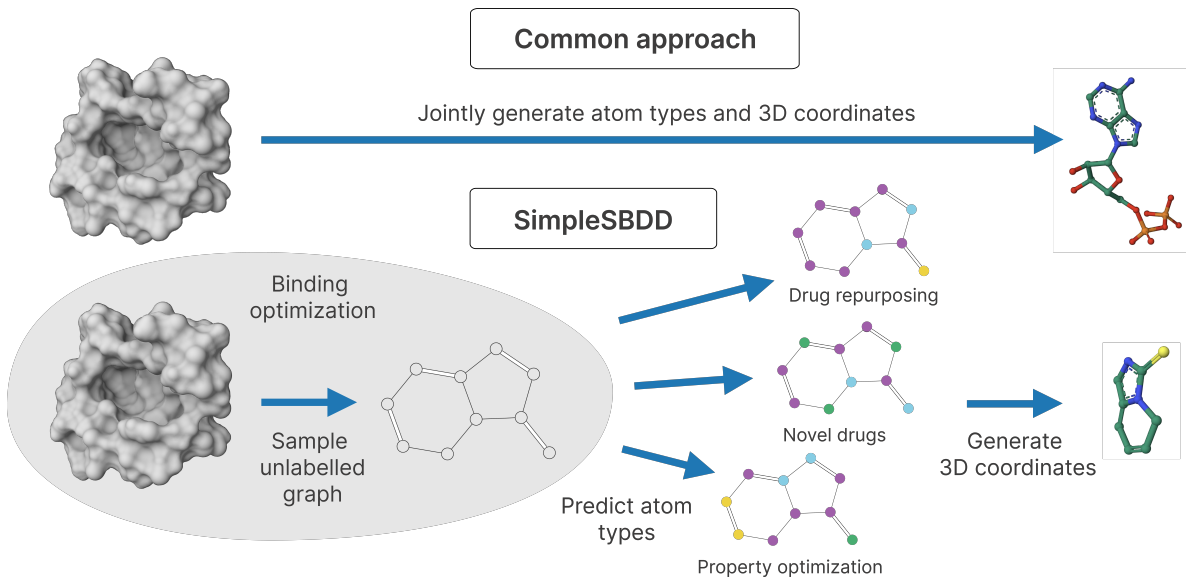 Common approach
Jointly generate atom types and 3D coordinates
SimpleSBDD
Binding
optimization
Sample
unlabelled
graph
Predict atom
types
Drug repurposing
Novel drugs
Property optimization
Generate
3D coordinates